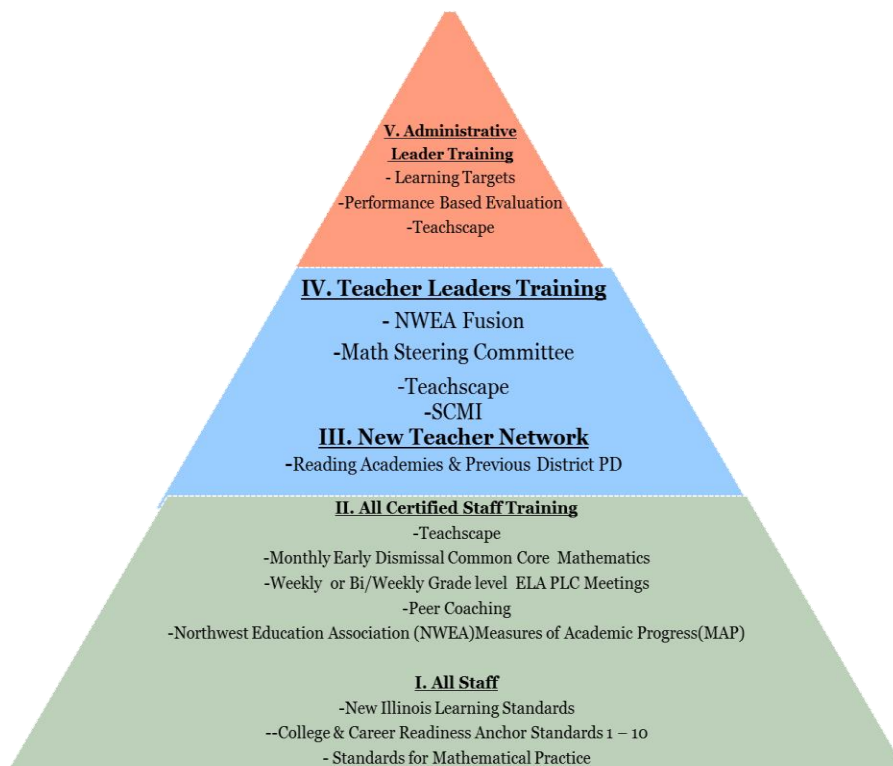 V. Administrative
Leader Training
- Learning Targets
-Performance Based Evaluation
-Teachscape
IV. Teacher Leaders Training
- NWEA Fusion
-Math Steering Committee
-Teachscape
-SCMI
III. New Teacher Network
-Reading Academies & Previous District PD
II. All Certified Staff Training
-Teachscape
-Monthly Early Dismissal Common Core Mathematics
-Weekly or Bi/Weekly Grade level ELA PLC Meetings
-Peer Coaching
-Northwest Education Association (NWEA)Measures of Academic Progress(MAP)
I. All Staff
-New Illinois Learning Standards
--College & Career Readiness Anchor Standards 1 – 10
- Standards for Mathematical Practice